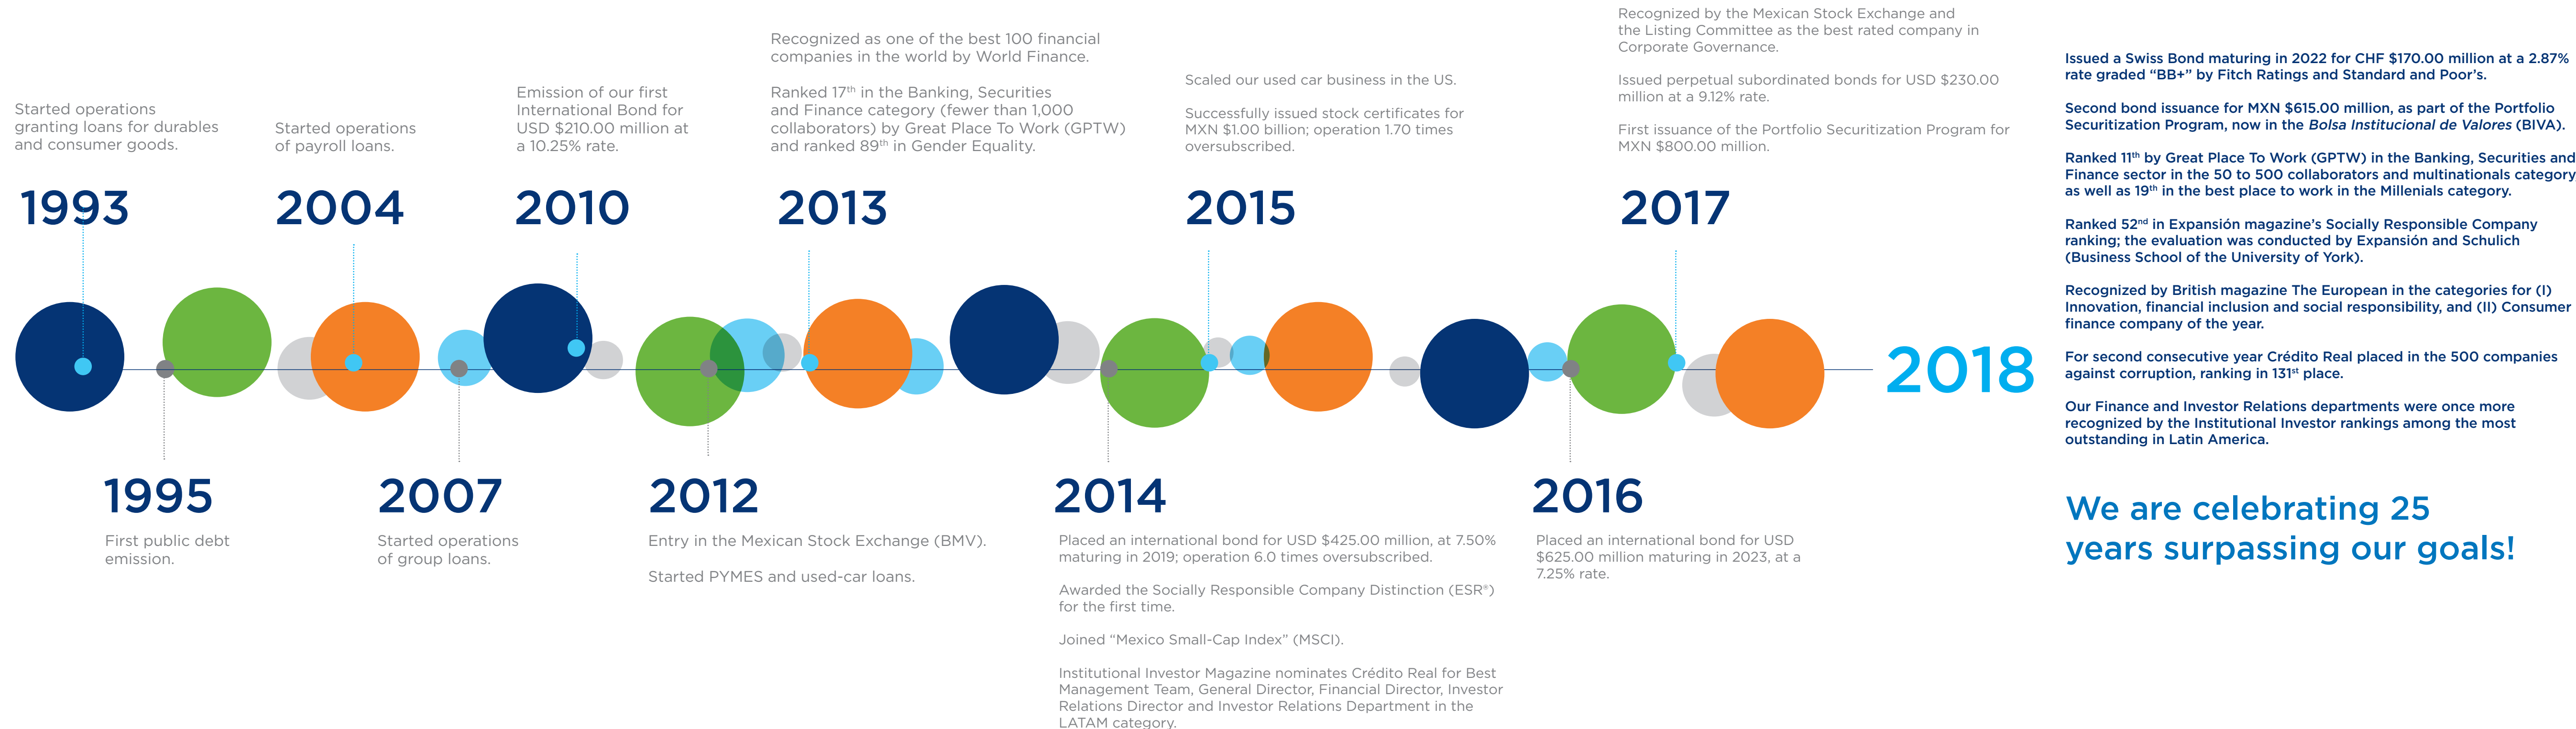 Started operations
granting loans for durables
and consumer goods.
1993
First public debt
emission.
1995
Started operations
of payroll loans.
2004
2007
Started operations
of group loans.
Emission of our first
International Bond for
USD $210.00 million at
a 10.25% rate.
2010
2012
Entry in the Mexican Stock Exchange (BMV).
Started PYMES and used-car loans.
Recognized as one of the best 100 financial
companies in the world by World Finance.
Ranked 17th in the Banking, Securities
and Finance category (fewer than 1,000
collaborators) by Great Place To Work (GPTW)
and ranked 89th in Gender Equality.
2013
2014
Placed an international bond for USD $425.00 million, at 7.50%
maturing in 2019; operation 6.0 times oversubscribed.
Awarded the Socially Responsible Company Distinction (ESR®)
for the first time.
Joined “Mexico Small-Cap Index” (MSCI).
Institutional Investor Magazine nominates Crédito Real for Best
Management Team, General Director, Financial Director, Investor
Relations Director and Investor Relations Department in the
LATAM category.
Scaled our used car business in the US.
Successfully issued stock certificates for
MXN $1.00 billion; operation 1.70 times
oversubscribed.
2015
2016
Placed an international bond for USD
$625.00 million maturing in 2023, at a
7.25% rate.
Recognized by the Mexican Stock Exchange and
the Listing Committee as the best rated company in
Corporate Governance.
Issued perpetual subordinated bonds for USD $230.00
million at a 9.12% rate.
First issuance of the Portfolio Securitization Program for
MXN $800.00 million.
2017
2018
Issued a Swiss Bond maturing in 2022 for CHF $170.00 million at a 2.87%
rate graded “BB+” by Fitch Ratings and Standard and Poor’s.
Second bond issuance for MXN $615.00 million, as part of the Portfolio
Securitization Program, now in the Bolsa Institucional de Valores (BIVA).
Ranked 11th by Great Place To Work (GPTW) in the Banking, Securities and
Finance sector in the 50 to 500 collaborators and multinationals category
as well as 19th in the best place to work in the Millenials category.
Ranked 52nd in Expansión magazine’s Socially Responsible Company
ranking; the evaluation was conducted by Expansión and Schulich
(Business School of the University of York).
Recognized by British magazine The European in the categories for (I)
Innovation, financial inclusion and social responsibility, and (II) Consumer
finance company of the year.
For second consecutive year Crédito Real placed in the 500 companies
against corruption, ranking in 131st place.
Our Finance and Investor Relations departments were once more
recognized by the Institutional Investor rankings among the most
outstanding in Latin America.
We are celebrating 25
years surpassing our goals!